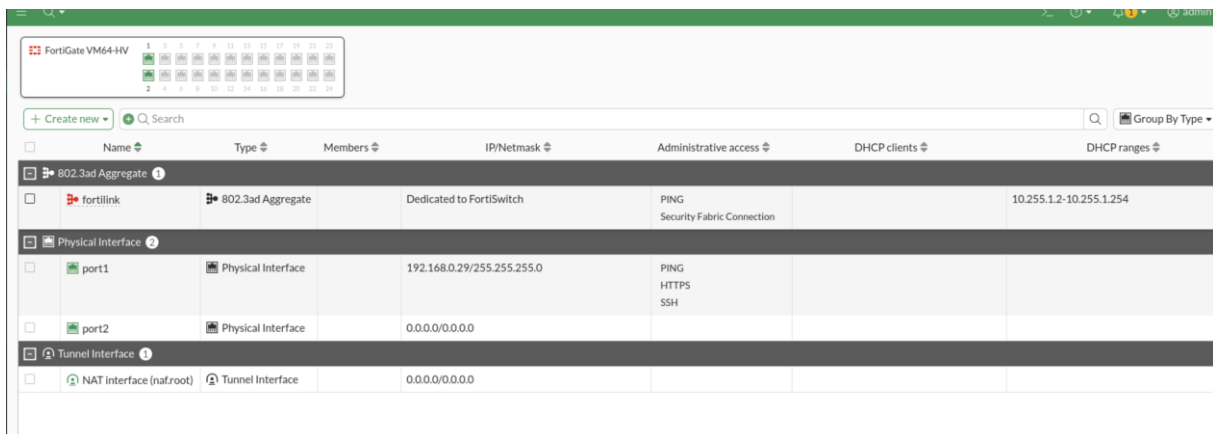 1 admin
FortiGate VM64-HV
1 3 5 7 9 11 13 15 17 19 21 23
2 4 6 8 10 12 14 16 18 20 22 24
+ Create new Search Group By Type
Name Type Members IP/Netmask Administrative access DHCP clients DHCP ranges
802.3ad Aggregate 1
fortilink 802.3ad Aggregate Dedicated to FortiSwitch PING 10.255.1.2-10.255.1.254
Security Fabric Connection
Physical Interface 2
port1 Physical Interface 192.168.0.29/255.255.255.0 PING
HTTPS
SSH
port2 Physical Interface 0.0.0.0/0.0.0.0
Tunnel Interface 1
NAT interface (naf.root) Tunnel Interface 0.0.0.0/0.0.0.0